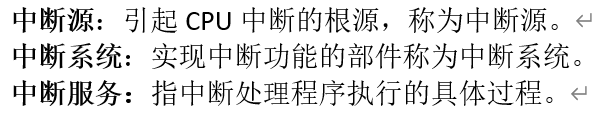 中断源：引起 CPU 中断的根源，称为中断源。
中断系统：实现中断功能的部件称为中断系统。
中断服务：指中断处理程序执行的具体过程。